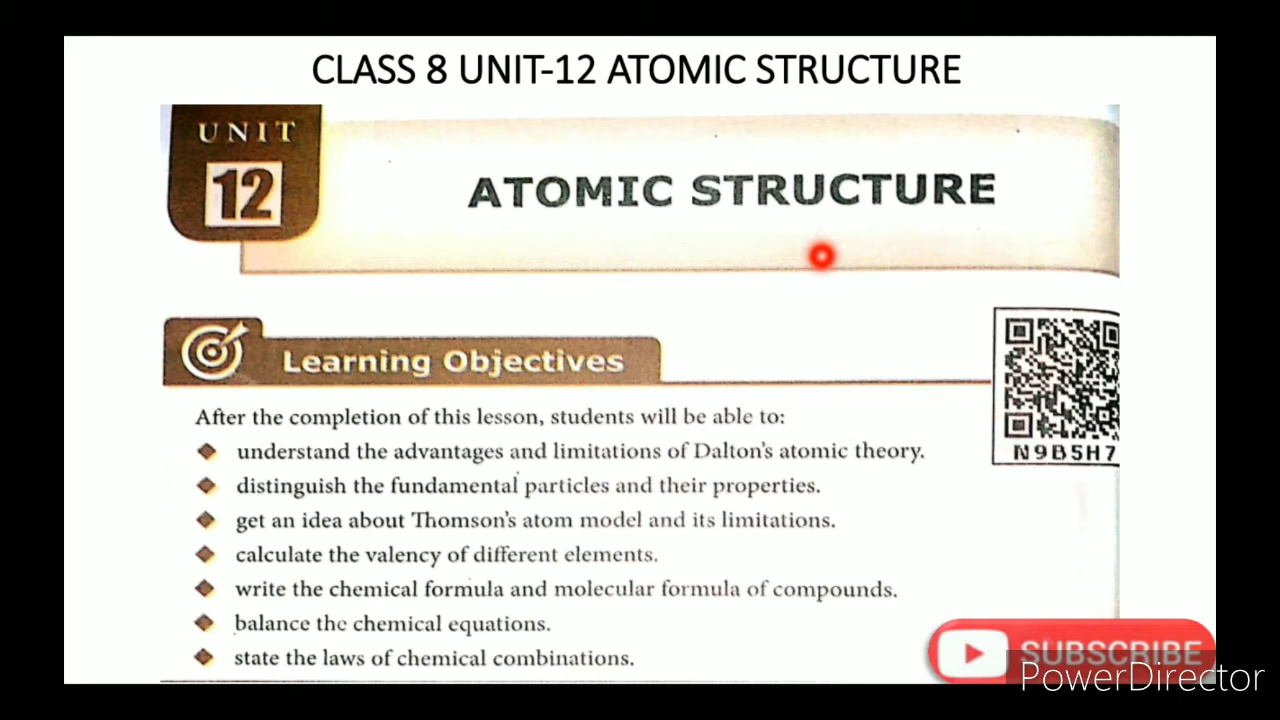 CLASS 8 UNIT-12 ATOMIC STRUCTURE
UNIT
12
ATOMIC STRUCTURE
Learning Objectives
N9B5H7
After the completion of this lesson, students will be able to:
understand the advantages and limitations of Dalton's atomic theory.
distinguish the fundamental particles and their properties.
get an idea about Thomson's atom model and its limitations.
calculate the valency of different elements.
write the chemical formula and molecular formula of compounds.
balance the chemical equations.
state the laws of chemical combinations.
SUBSCRIBE
PowerDirector